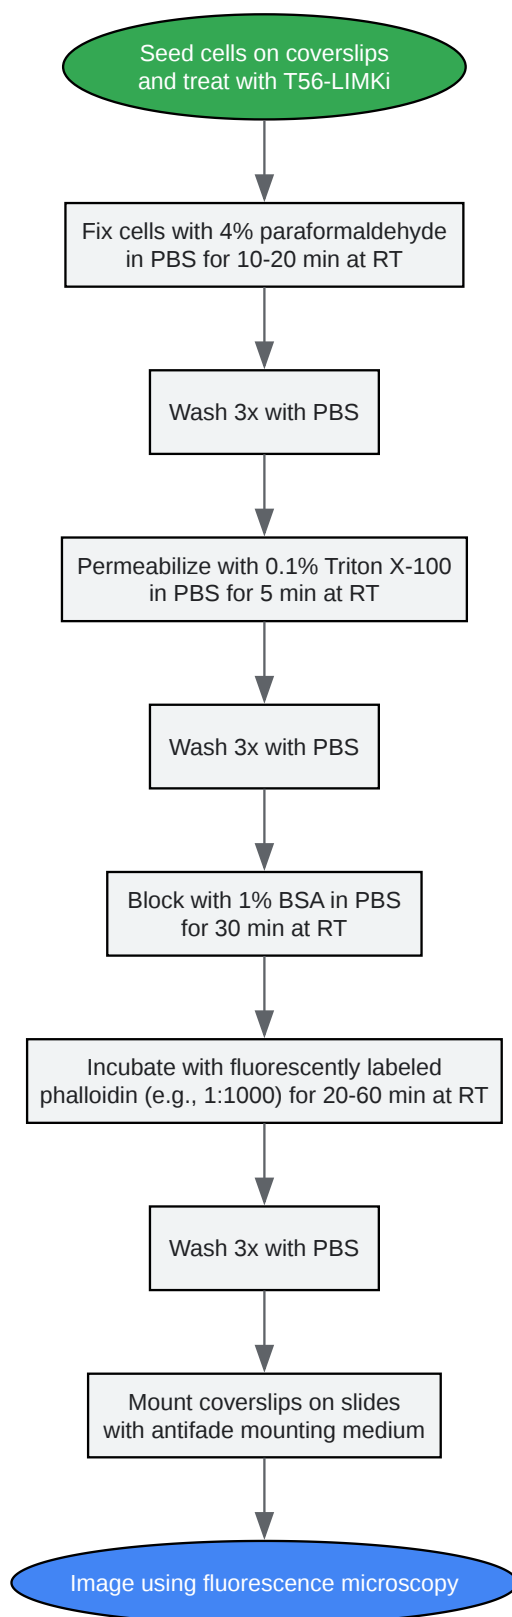 Seed cells on coverslips
and treat with T56-LIMKi
Fix cells with 4% paraformaldehyde
in PBS for 10-20 min at RT
Wash 3x with PBS
Permeabilize with 0.1% Triton X-100
in PBS for 5 min at RT
Wash 3x with PBS
Block with 1% BSA in PBS
for 30 min at RT
Incubate with fluorescently labeled
phalloidin (e.g., 1:1000) for 20-60 min at RT
Wash 3x with PBS
Mount coverslips on slides
with antifade mounting medium
Image using fluorescence microscopy